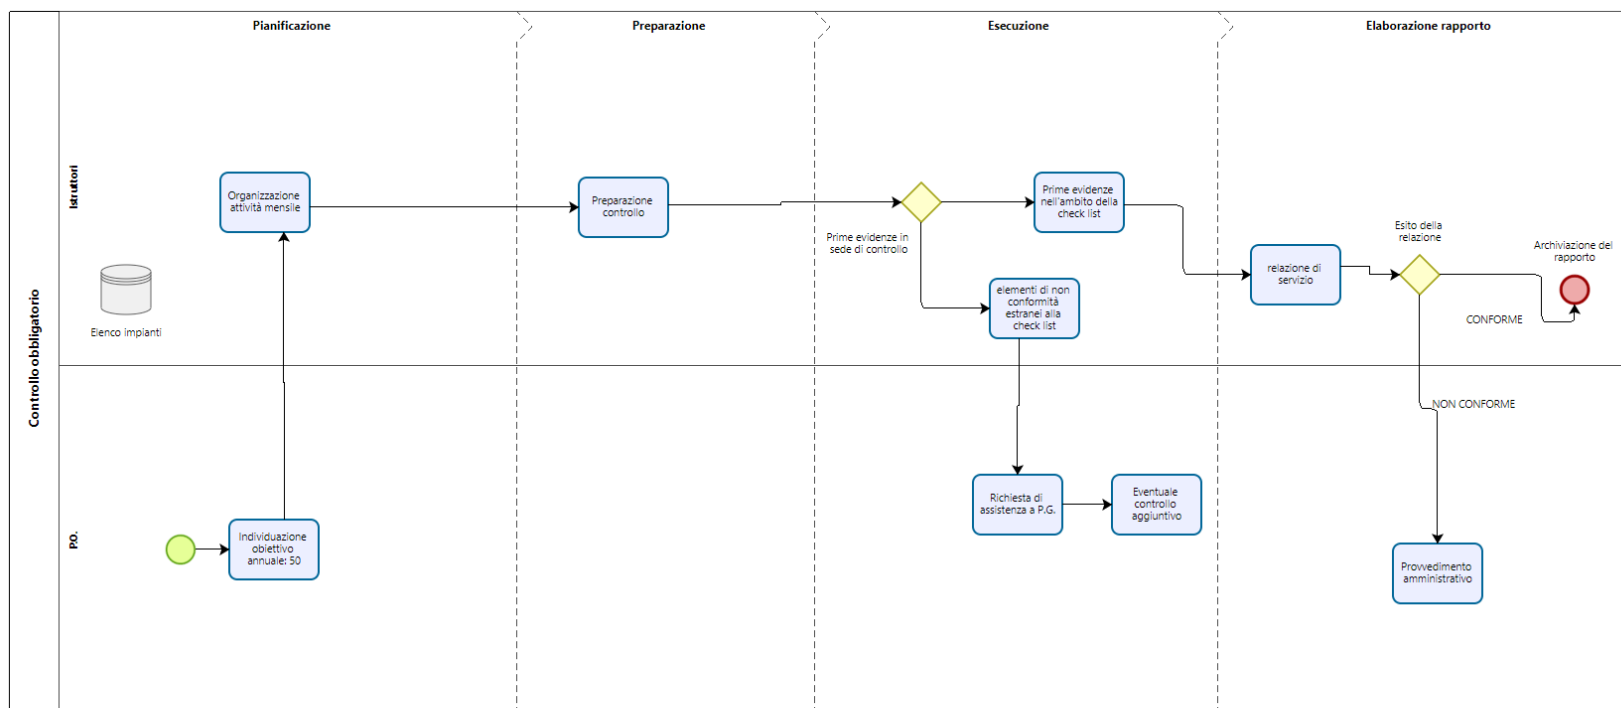 Pianificazione
Preparazione
Esecuzione
Elaborazione rapporto
Controllo obbligatorio
Istruttori
Organizzazione
attività mensile
Elenco impianti
Preparazione
controllo
Prime evidenze in
sede di controllo
Prime evidenze
nell'ambito della
check list
elementi di non
conformità
estranei alla
check list
relazione di
servizio
Esito della
relazione
Archiviazione del
rapporto
CONFORME
NON CONFORME
P.O.
Individuazione
obiettivo
annuale: 50
Richiesta di
assistenza a P.G.
Eventuale
controllo
aggiuntivo
Provvedimento
amministrativo